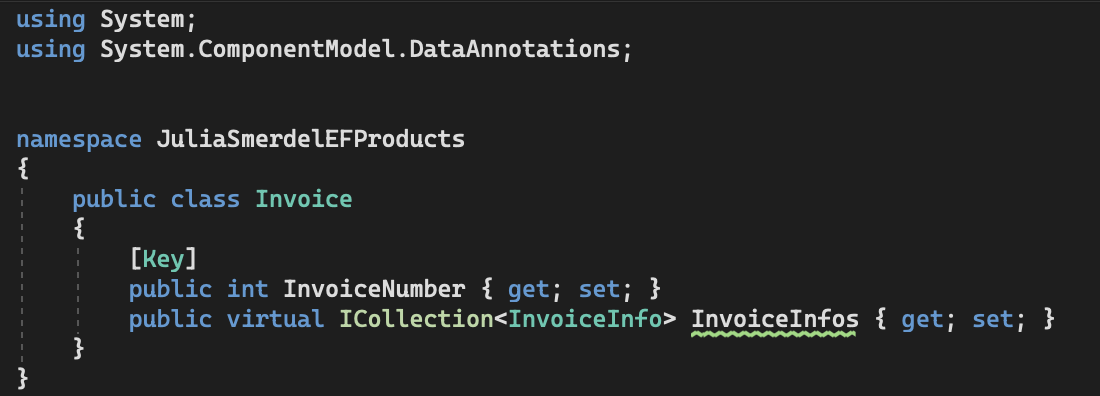 using System;
using System.ComponentModel.DataAnnotations;
namespace JuliaSmerdelEFProducts
{
    public class Invoice
    {
        [Key]
        public int InvoiceNumber { get; set; }
        public virtual ICollection<InvoiceInfo> InvoiceInfos { get; set; }
    }
}